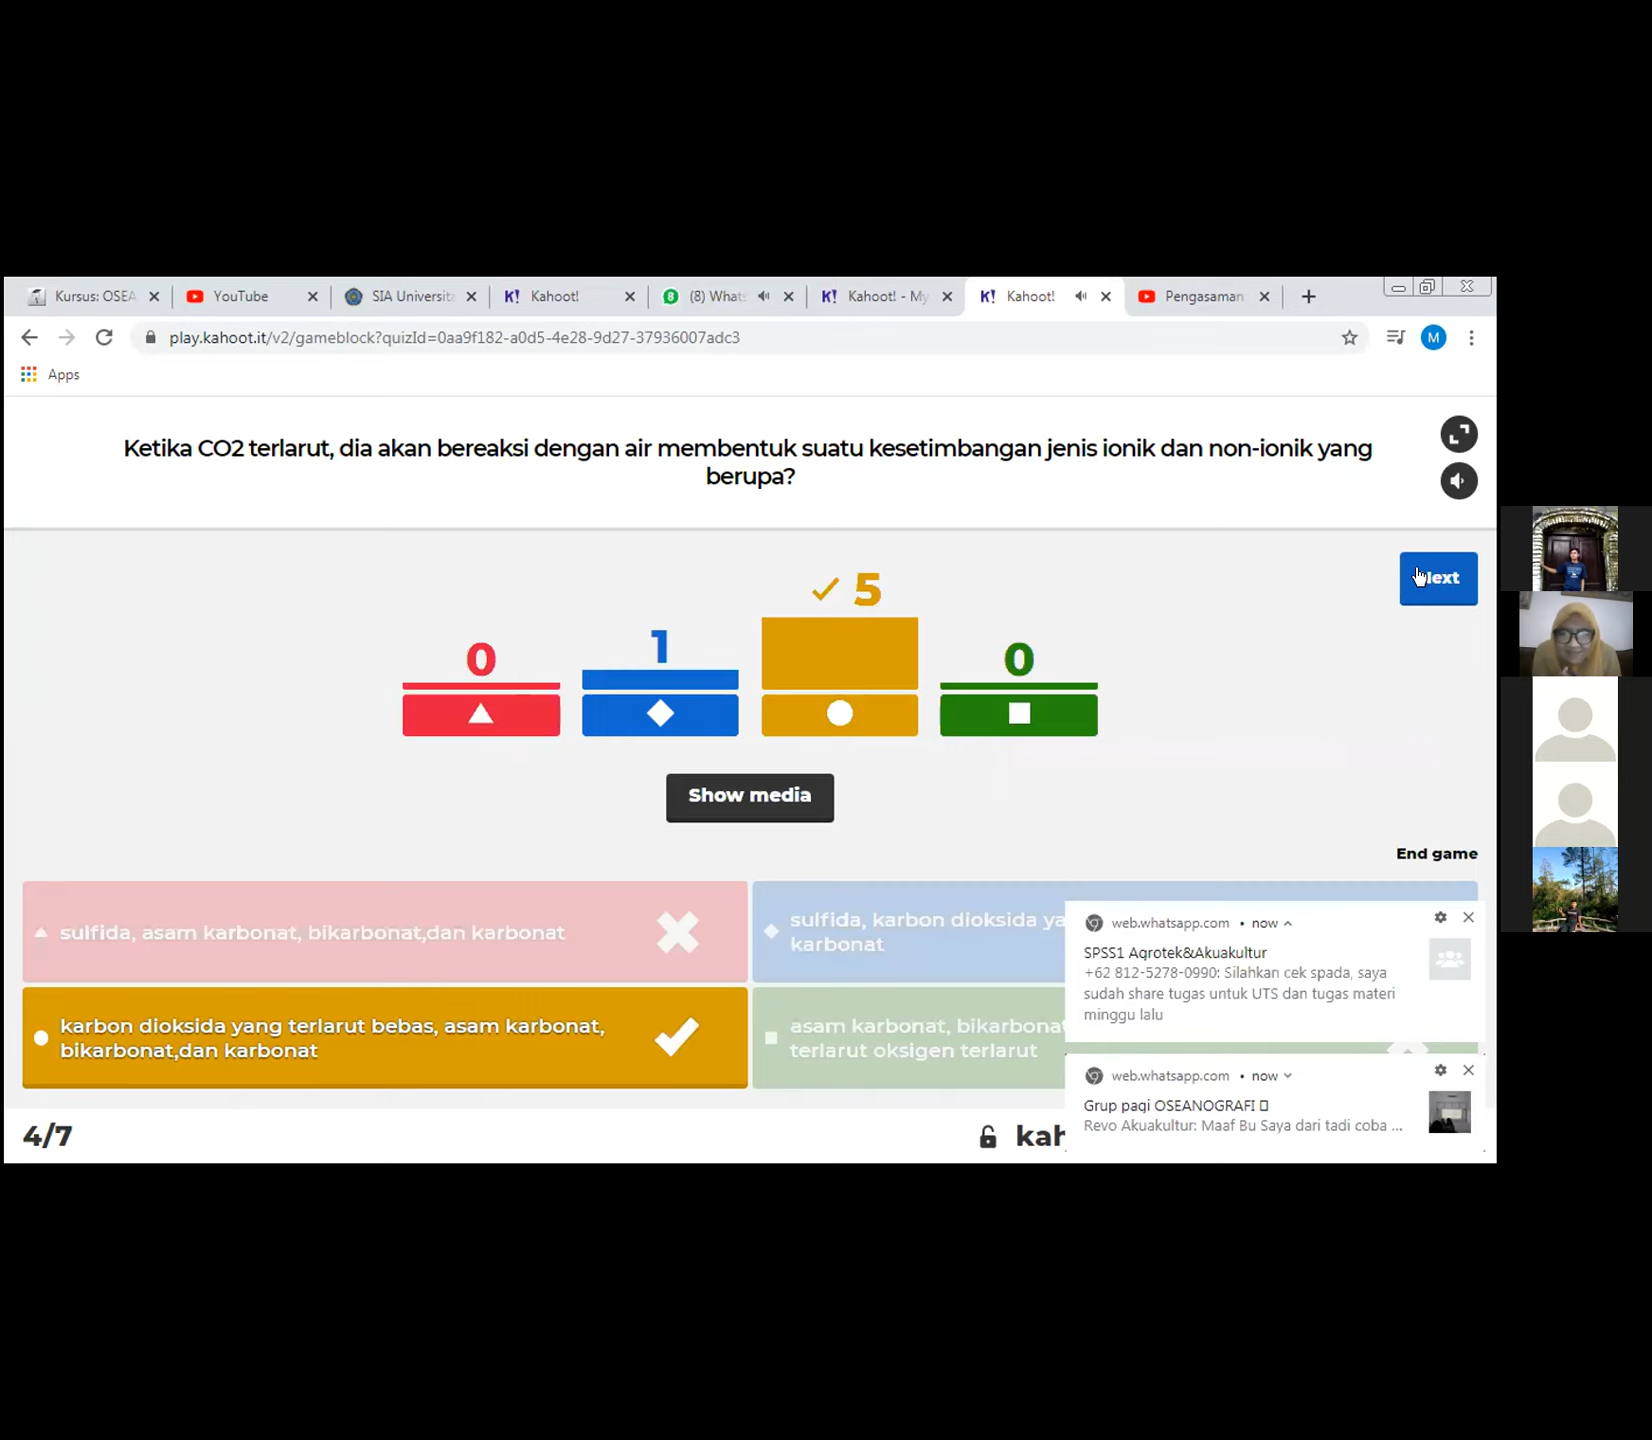 Kursus: OSEA
YouTube
SIA Universita
K! Kahoot!
(8) Whats
K! Kahoot! - My
K! Kahoot!
Pengasaman
play.kahoot.it/v2/gameblock?quizId=0aa9f182-a0d5-4e28-9d27-37936007adc3
M
Apps
Ketika CO2 terlarut, dia akan bereaksi dengan air membentuk suatu kesetimbangan jenis ionik dan non-ionik yang
berupa?
Next
0
1
5
0
Show media
End game
sulfida, asam karbonat, bikarbonat,dan karbonat
sulfida, karbon dioksida ya
karbonat
karbon dioksida yang terlarut bebas, asam karbonat,
bikarbonat,dan karbonat
asam karbonat, bikarbona
terlarut oksigen terlarut
web.whatsapp.com • now
SPSS1 Agrotek&Akuakultur
+62 812-5278-0990: Silahkan cek spada, saya
sudah share tugas untuk UTS dan tugas materi
minggu lalu
web.whatsapp.com • now
Grup pagi OSEANOGRAFI
Revo Akuakultur: Maaf Bu Saya dari tadi coba ...
4/7
kah